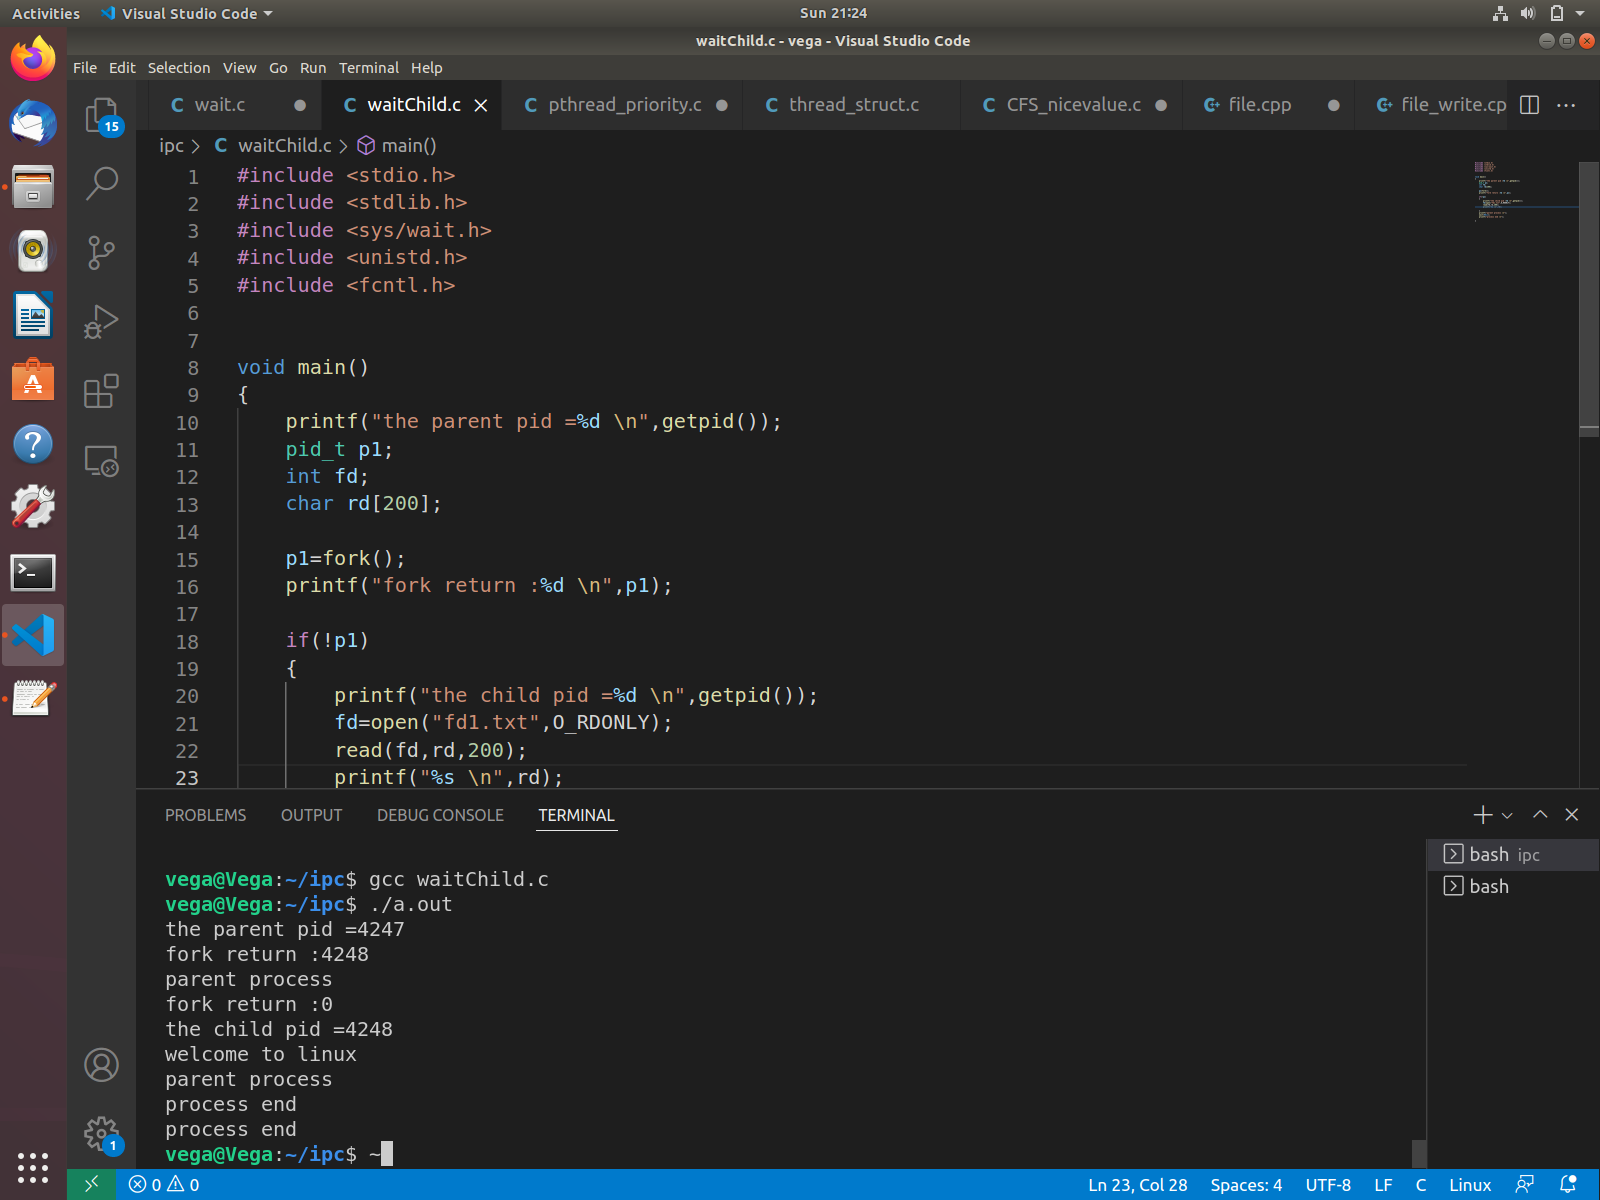 Activities Visual Studio Code Sun 21:24
waitChild.c - vega - Visual Studio Code
File Edit Selection View Go Run Terminal Help
15
C wait.c C waitChild.c C pthread_priority.c C thread_struct.c C CFS_nicevalue.c file.cpp file_write.cp
ipc > C waitChild.c > main()
1 #include <stdio.h>
2 #include <stdlib.h>
3 #include <sys/wait.h>
4 #include <unistd.h>
5 #include <fcntl.h>
6
7
8 void main()
9 {
10 printf("the parent pid =%d \n",getpid());
11 pid_t p1;
12 int fd;
13 char rd[200];
14
15 p1=fork();
16 printf("fork return :%d \n",p1);
17
18 if(!p1)
19 {
20 printf("the child pid =%d \n",getpid());
21 fd=open("fd1.txt",O_RDONLY);
22 read(fd,rd,200);
23 printf("%s \n",rd);
PROBLEMS OUTPUT DEBUG CONSOLE TERMINAL
bash ipc
bash
vega@Vega:~/ipc$ gcc waitChild.c
vega@Vega:~/ipc$ ./a.out
the parent pid =4247
fork return :4248
parent process
fork return :0
the child pid =4248
welcome to linux
parent process
process end
process end
vega@Vega:~/ipc$ ~
1
0 0 Ln 23, Col 28 Spaces: 4 UTF-8 LF C Linux